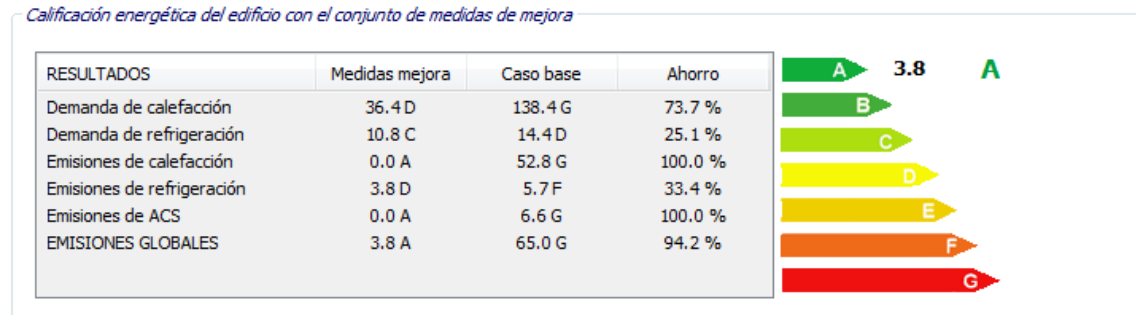 Calificación energética del edificio con el conjunto de medidas de mejora
RESULTADOS Medidas mejora Caso base Ahorro
Demanda de calefacción 36.4 D 138.4 G 73.7 %
Demanda de refrigeración 10.8 C 14.4 D 25.1 %
Emisiones de calefacción 0.0 A 52.8 G 100.0 %
Emisiones de refrigeración 3.8 D 5.7 F 33.4 %
Emisiones de ACS 0.0 A 6.6 G 100.0 %
EMISIONES GLOBALES 3.8 A 65.0 G 94.2 %
A 3.8 A
B
C
D
E
F
G